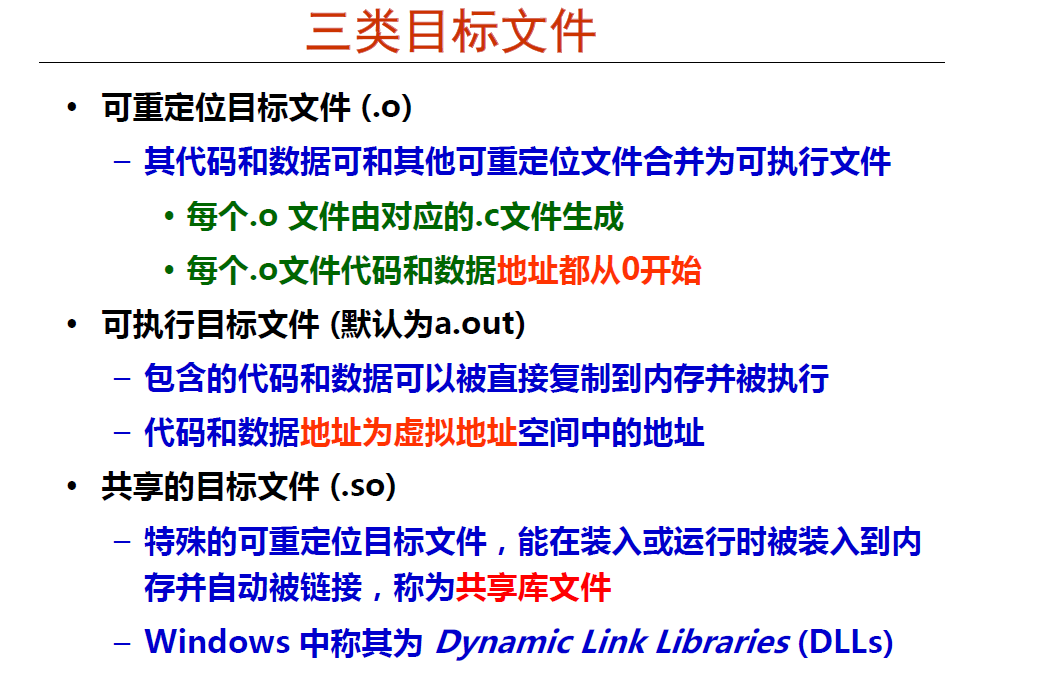 三类目标文件
• 可重定位目标文件 (.o)
– 其代码和数据可和其他可重定位文件合并为可执行文件
• 每个.o 文件由对应的.c文件生成
• 每个.o文件代码和数据地址都从0开始
• 可执行目标文件 (默认为a.out)
– 包含的代码和数据可以被直接复制到内存并被执行
– 代码和数据地址为虚拟地址空间中的地址
• 共享的目标文件 (.so)
– 特殊的可重定位目标文件，能在装入或运行时被装入到内
存并自动被链接，称为共享库文件
– Windows 中称其为 Dynamic Link Libraries (DLLs)